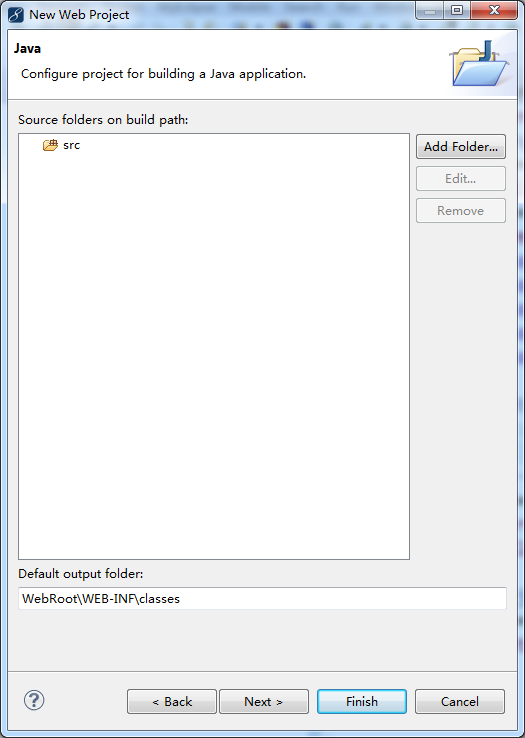 New Web Project
Java
Configure project for building a Java application.
Source folders on build path:
src
Add Folder...
Edit...
Remove
Default output folder:
WebRoot\WEB-INF\classes
?
< Back
Next >
Finish
Cancel